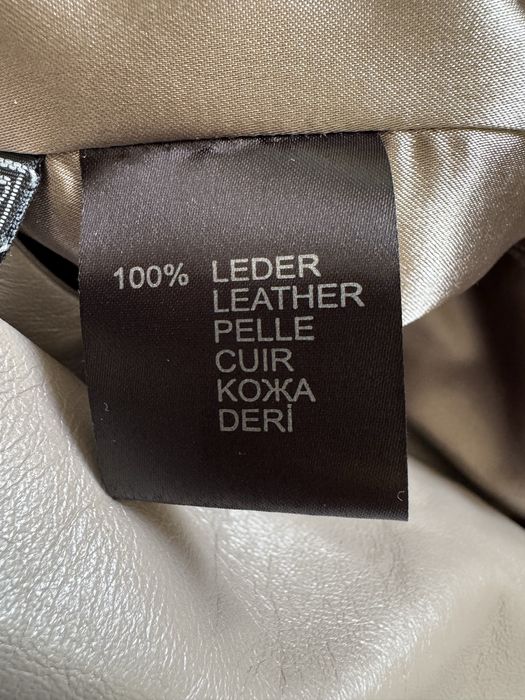 100% LEDER
LEATHER
PELLE
CUIR
КОЖА
DERİ